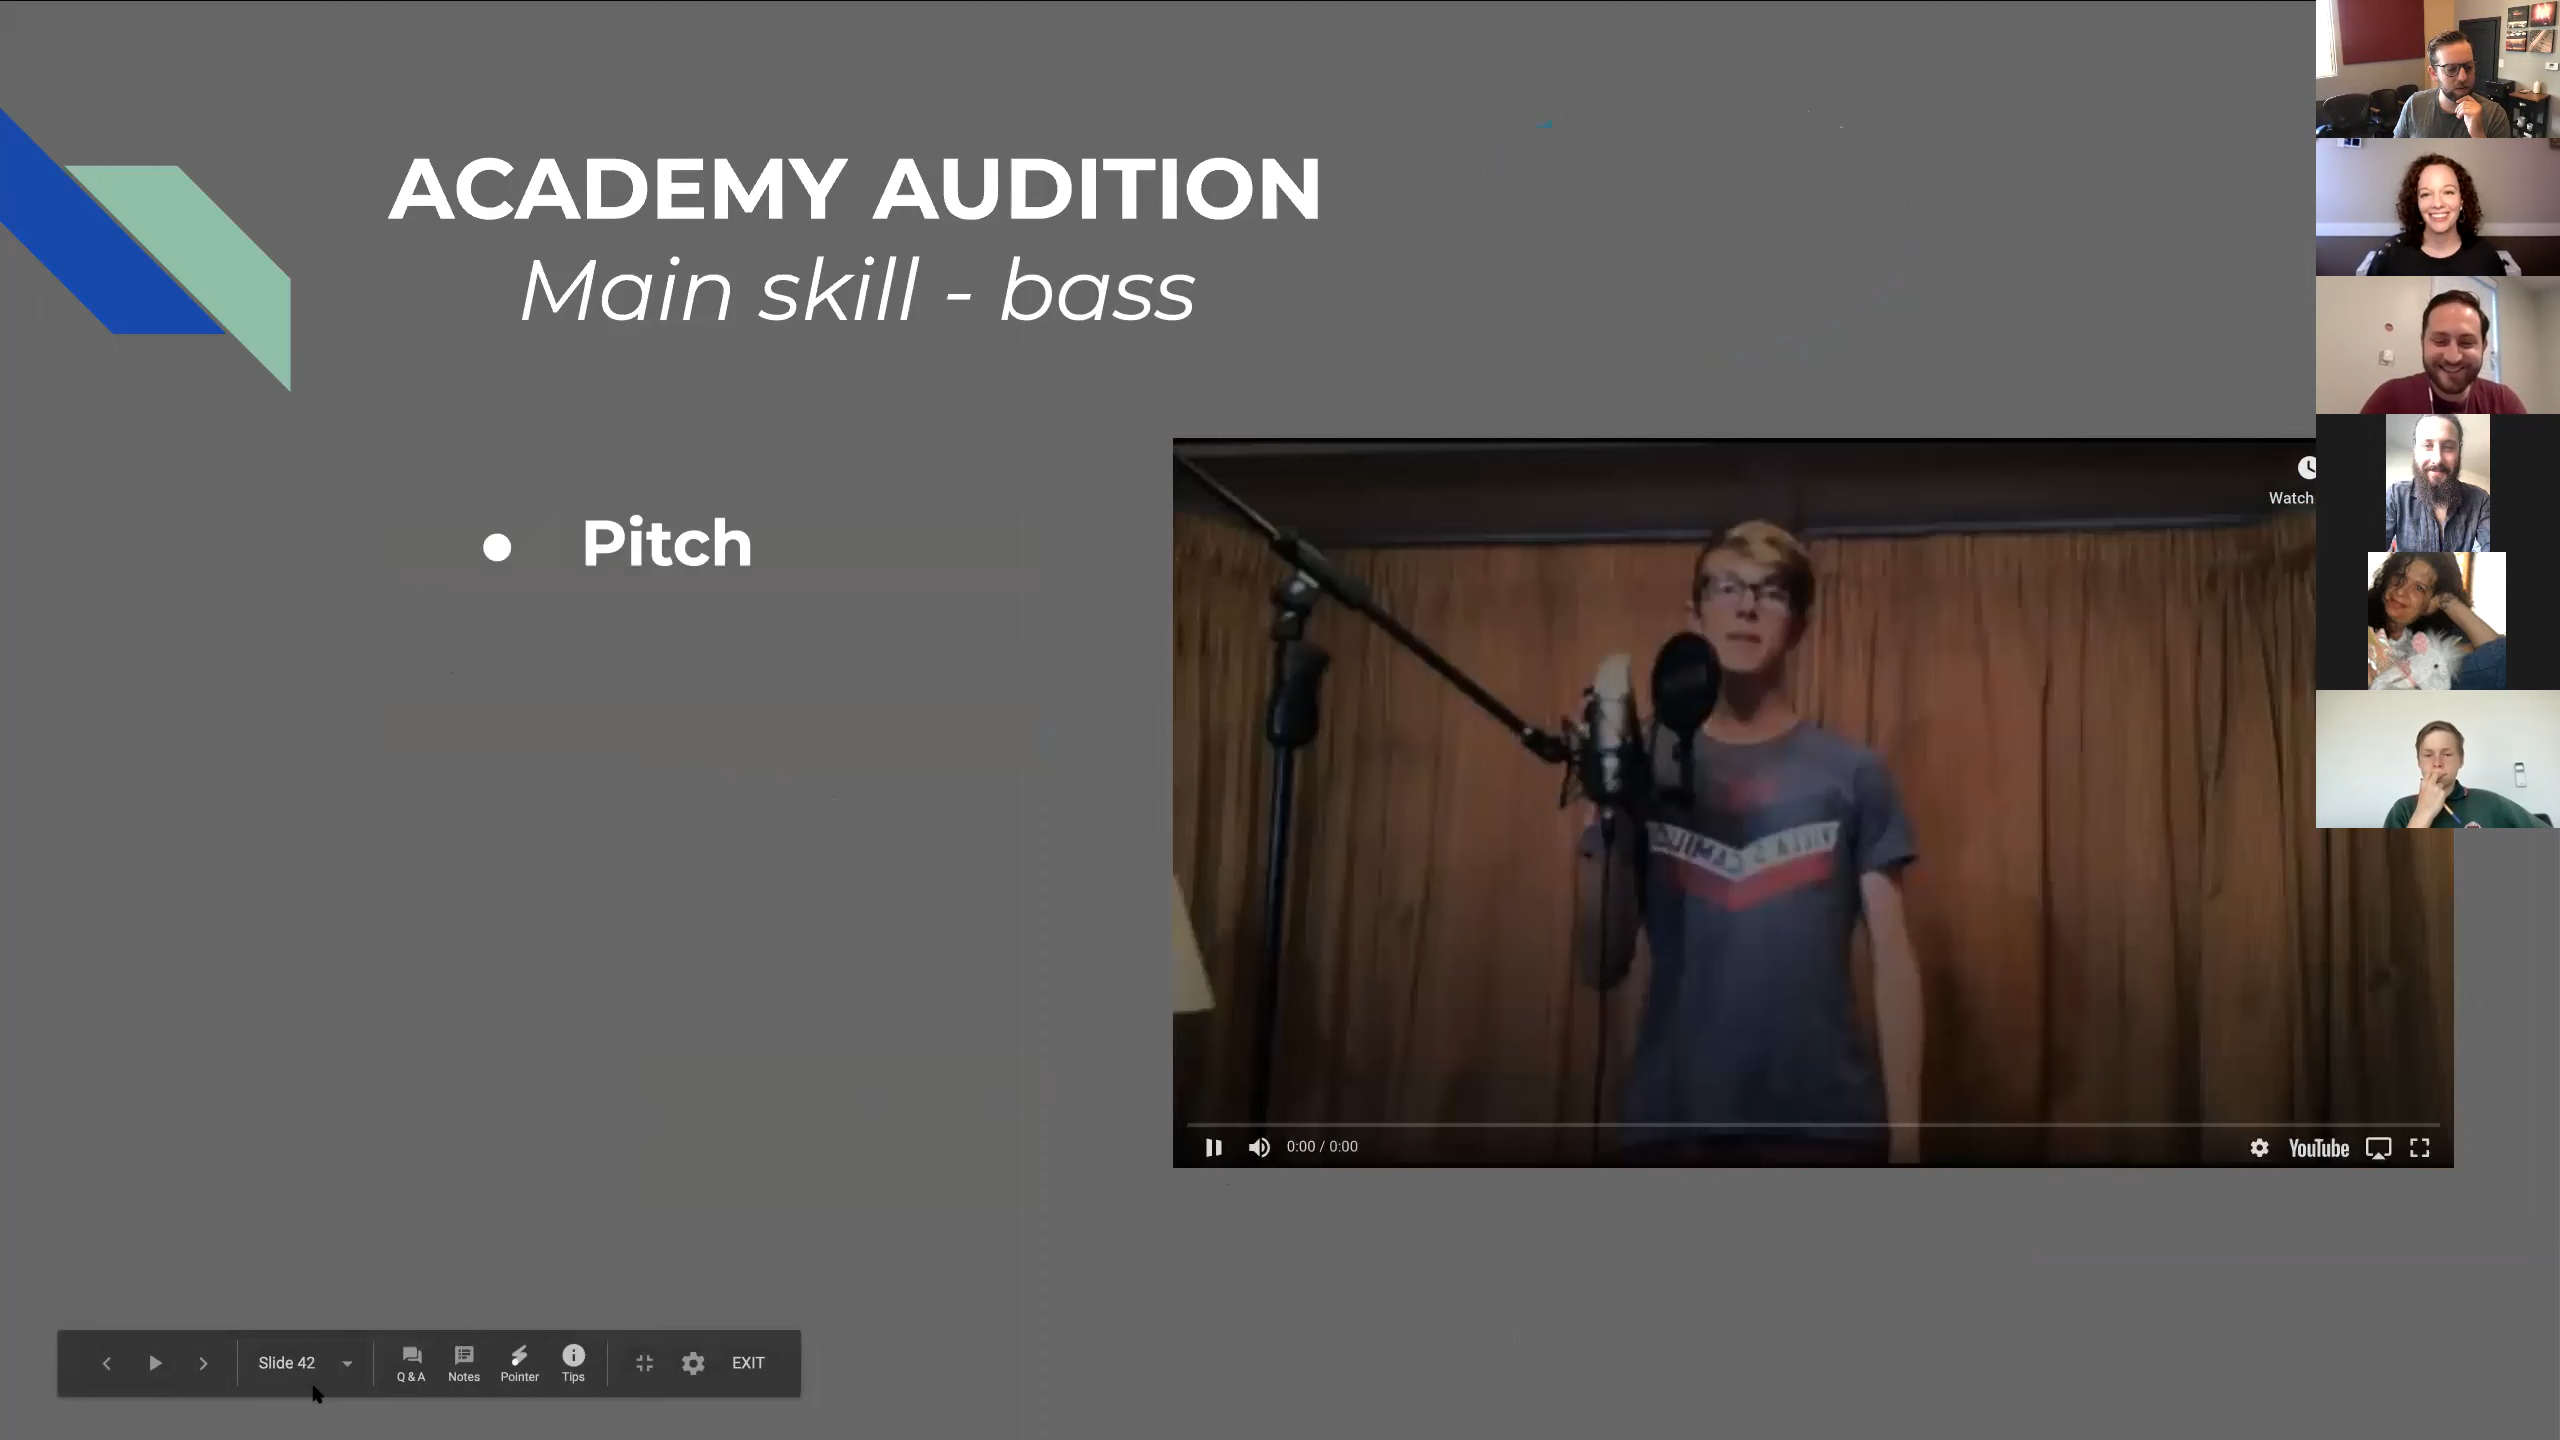 ACADEMY AUDITION
Main skill - bass
● Pitch
Watch
0:00 / 0:00
YouTube
Slide 42
Q & A
Notes
Pointer
Tips
EXIT